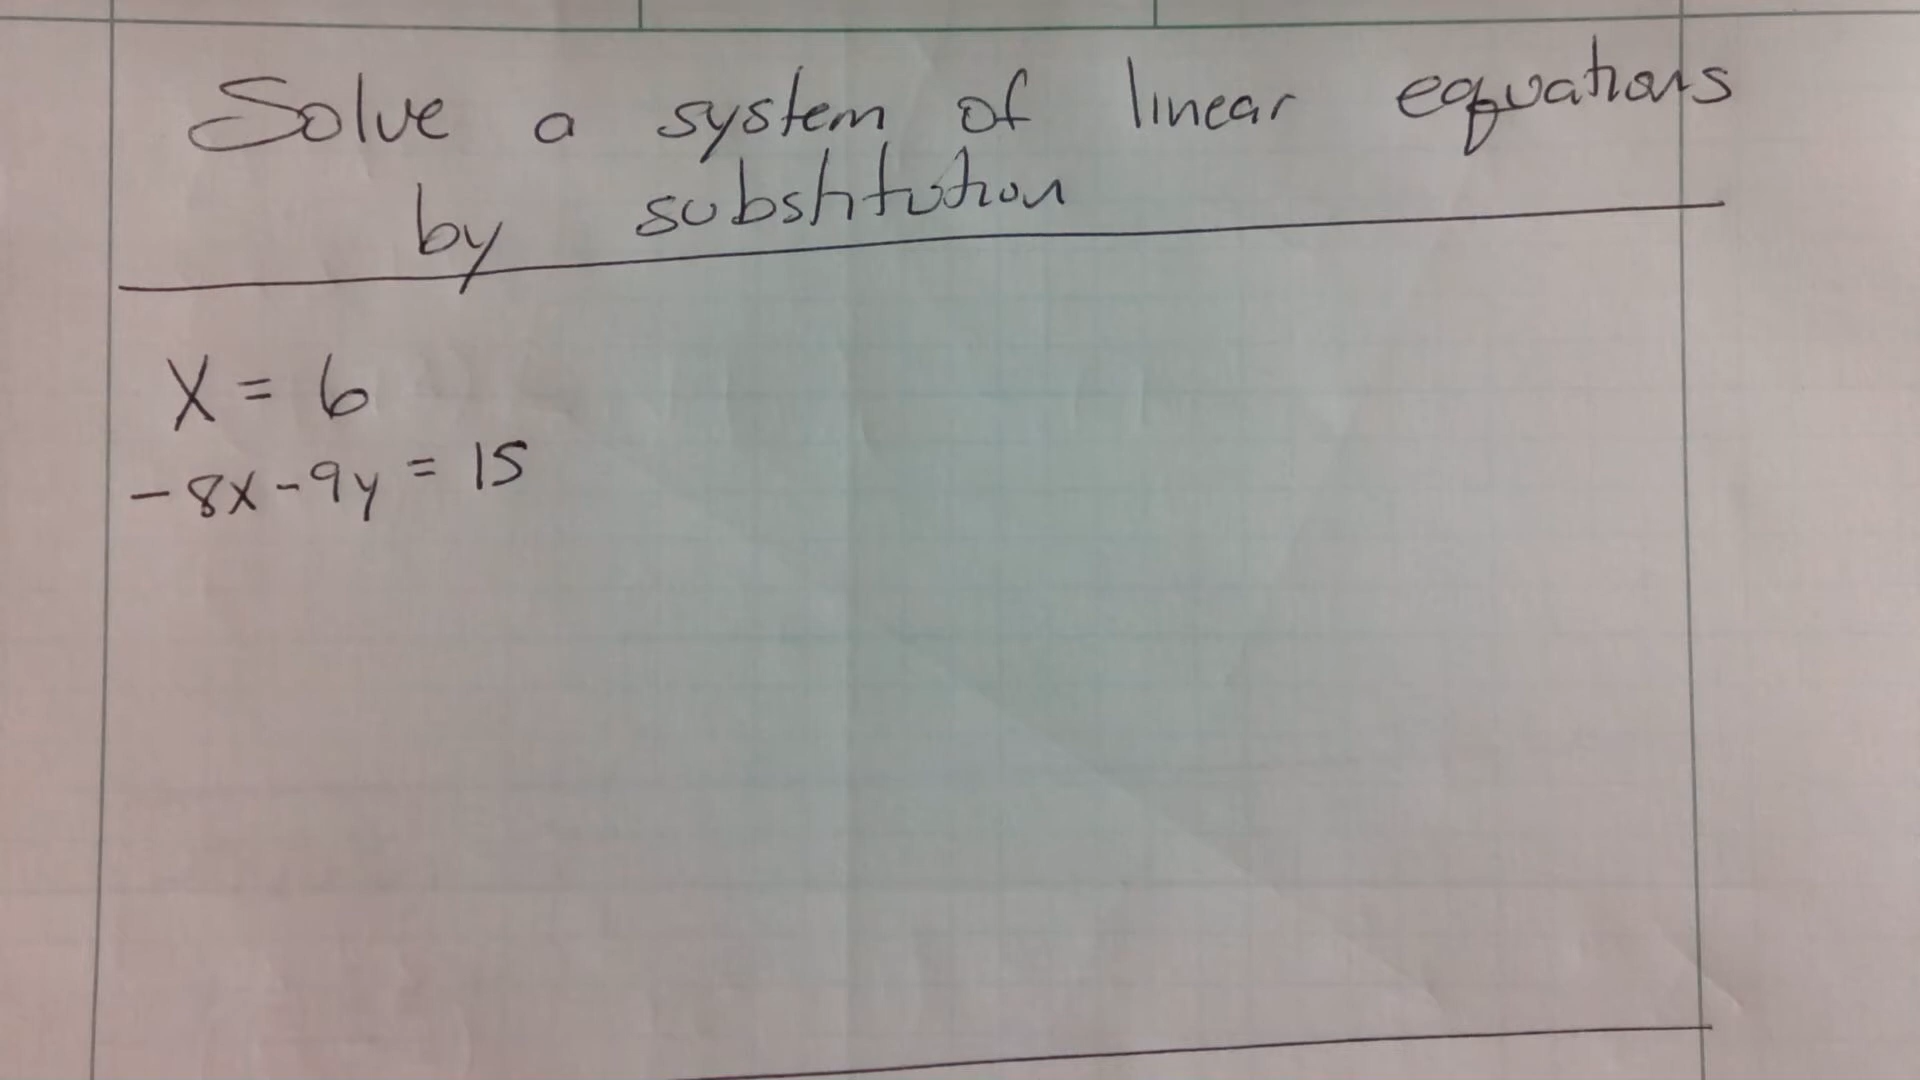 Solve a system of linear equations
by substitution
X = 6
-8x-9y = 15